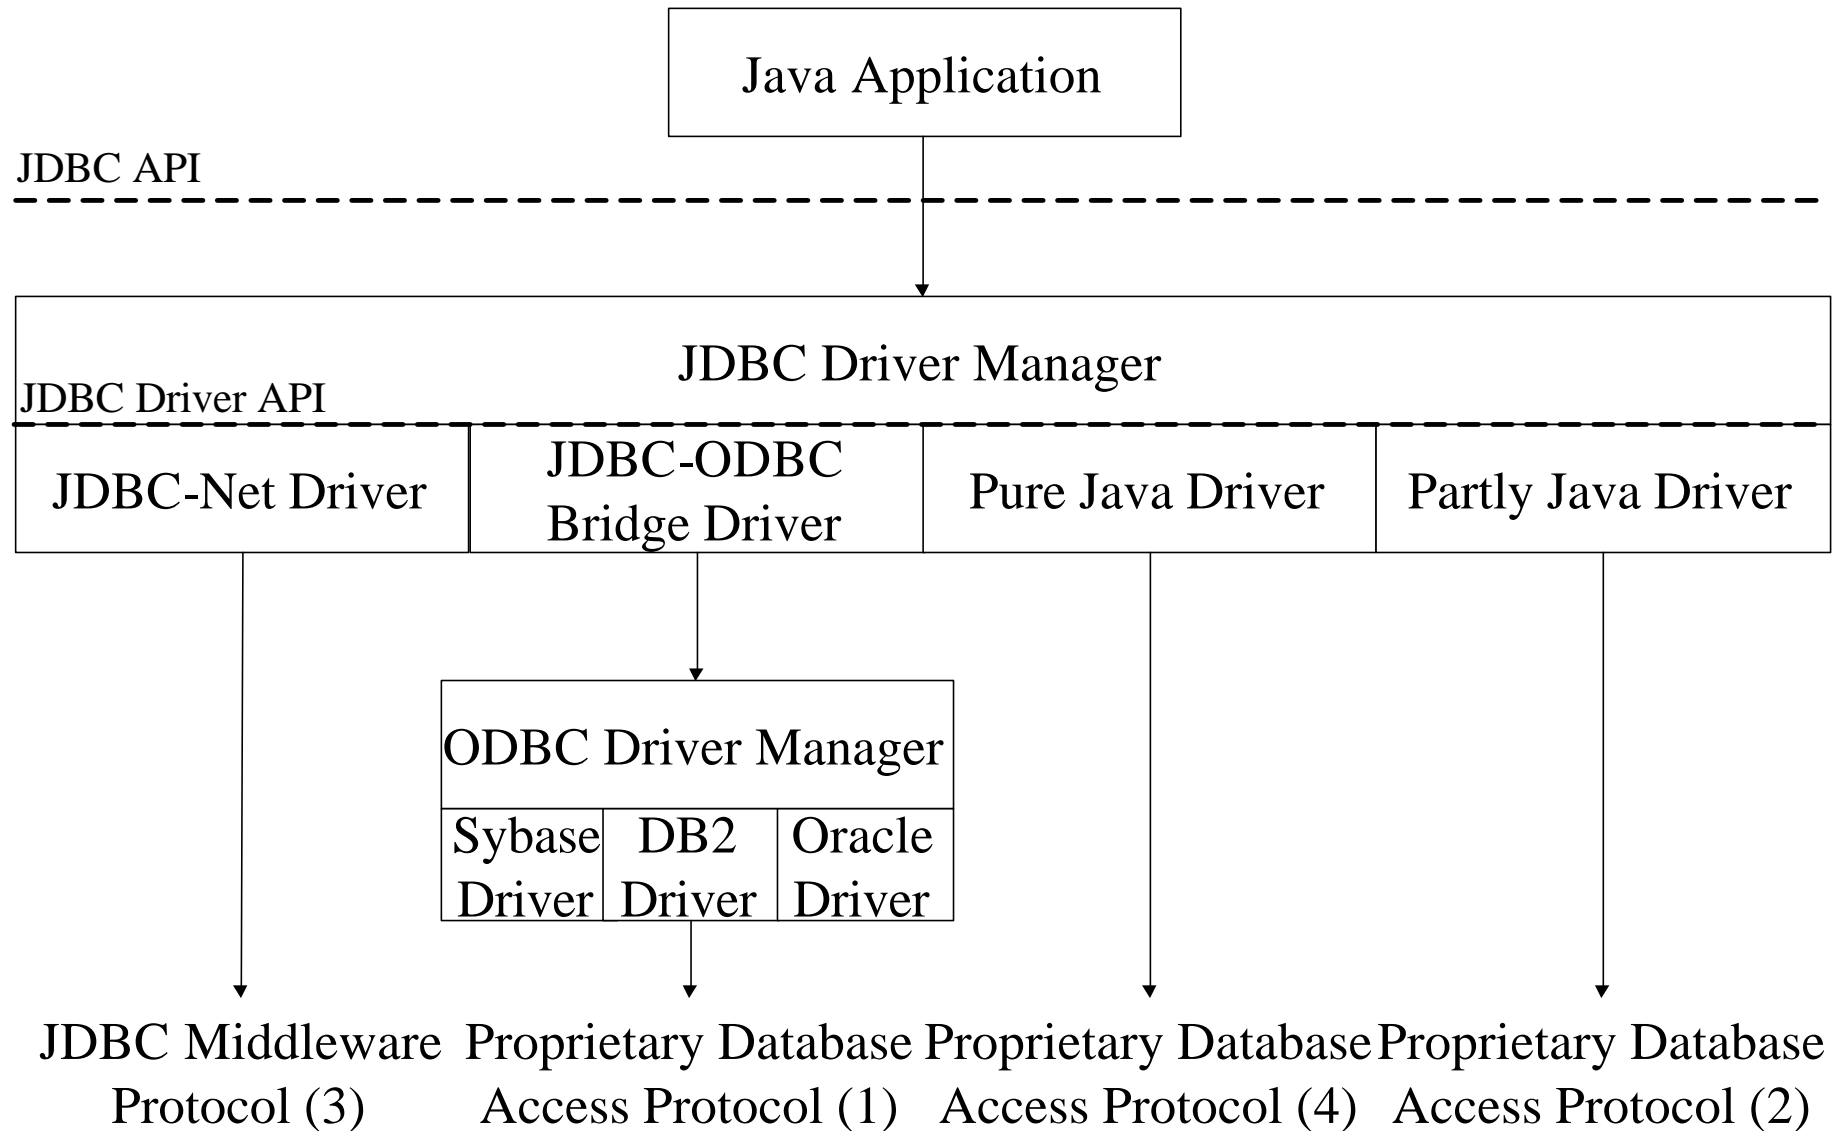 Java Application
JDBC API
JDBC Driver Manager
JDBC Driver API
JDBC-Net Driver
JDBC-ODBC
Bridge Driver
Pure Java Driver
Partly Java Driver
ODBC Driver Manager
Sybase
Driver
DB2
Driver
Oracle
Driver
JDBC Middleware
Protocol (3)
Proprietary Database
Access Protocol (1)
Proprietary Database
Access Protocol (4)
Proprietary Database
Access Protocol (2)